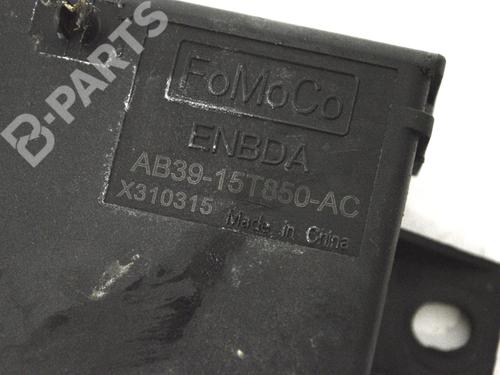 FoMoCo
ENBDA
AB39-15T850-AC
X310315 Made in China
B-PARTS